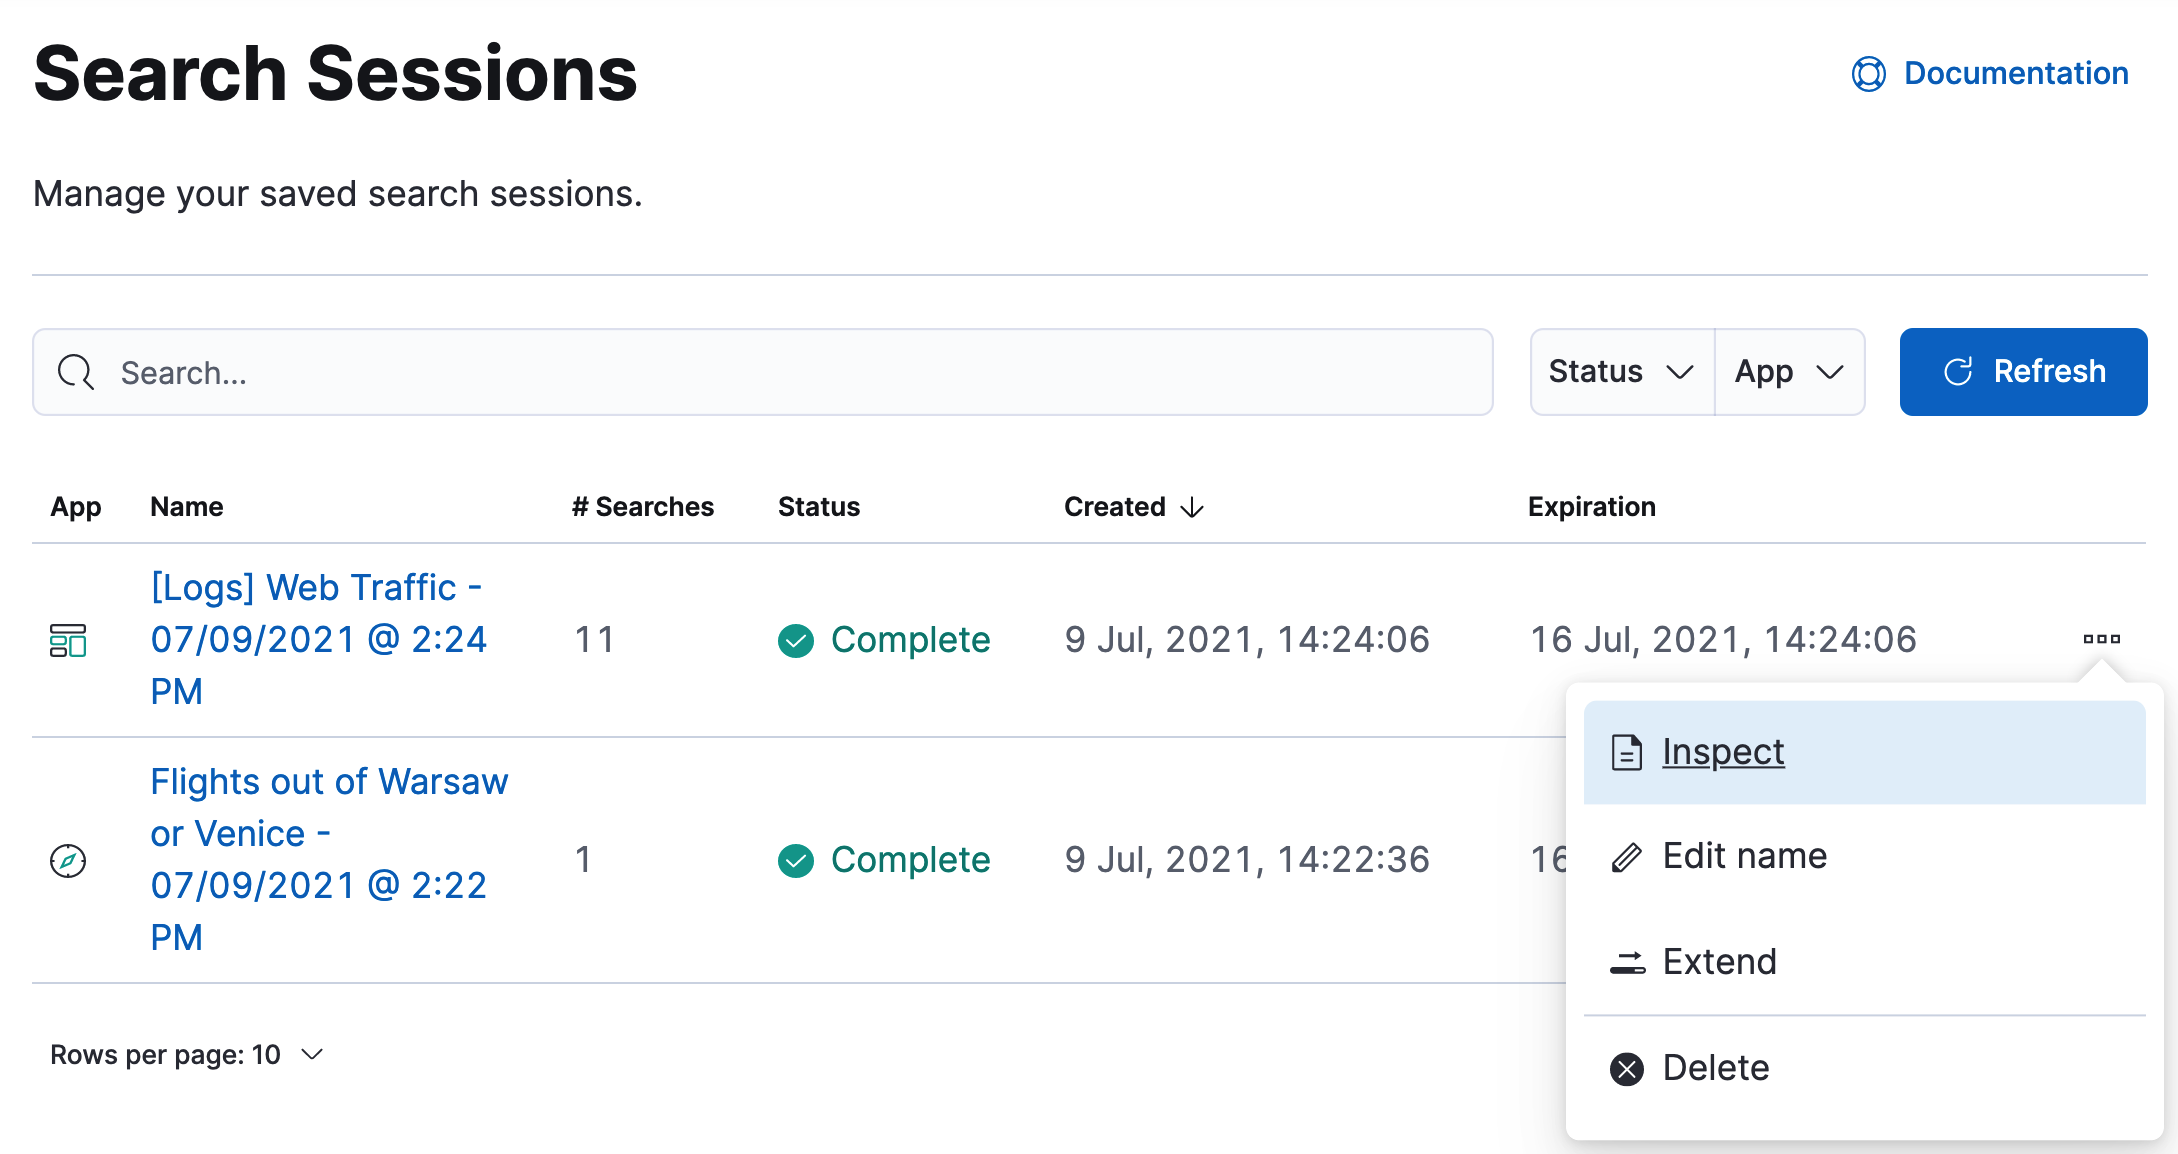 Search Sessions
Documentation
Manage your saved search sessions.
Search...
Status
App
Refresh
App
Name
# Searches
Status
Created
Expiration
[Logs] Web Traffic -
07/09/2021 @ 2:24
PM
11
Complete
9 Jul, 2021, 14:24:06
16 Jul, 2021, 14:24:06
Flights out of Warsaw
or Venice -
07/09/2021 @ 2:22
PM
1
Complete
9 Jul, 2021, 14:22:36
16
Inspect
Edit name
Extend
Delete
Rows per page: 10